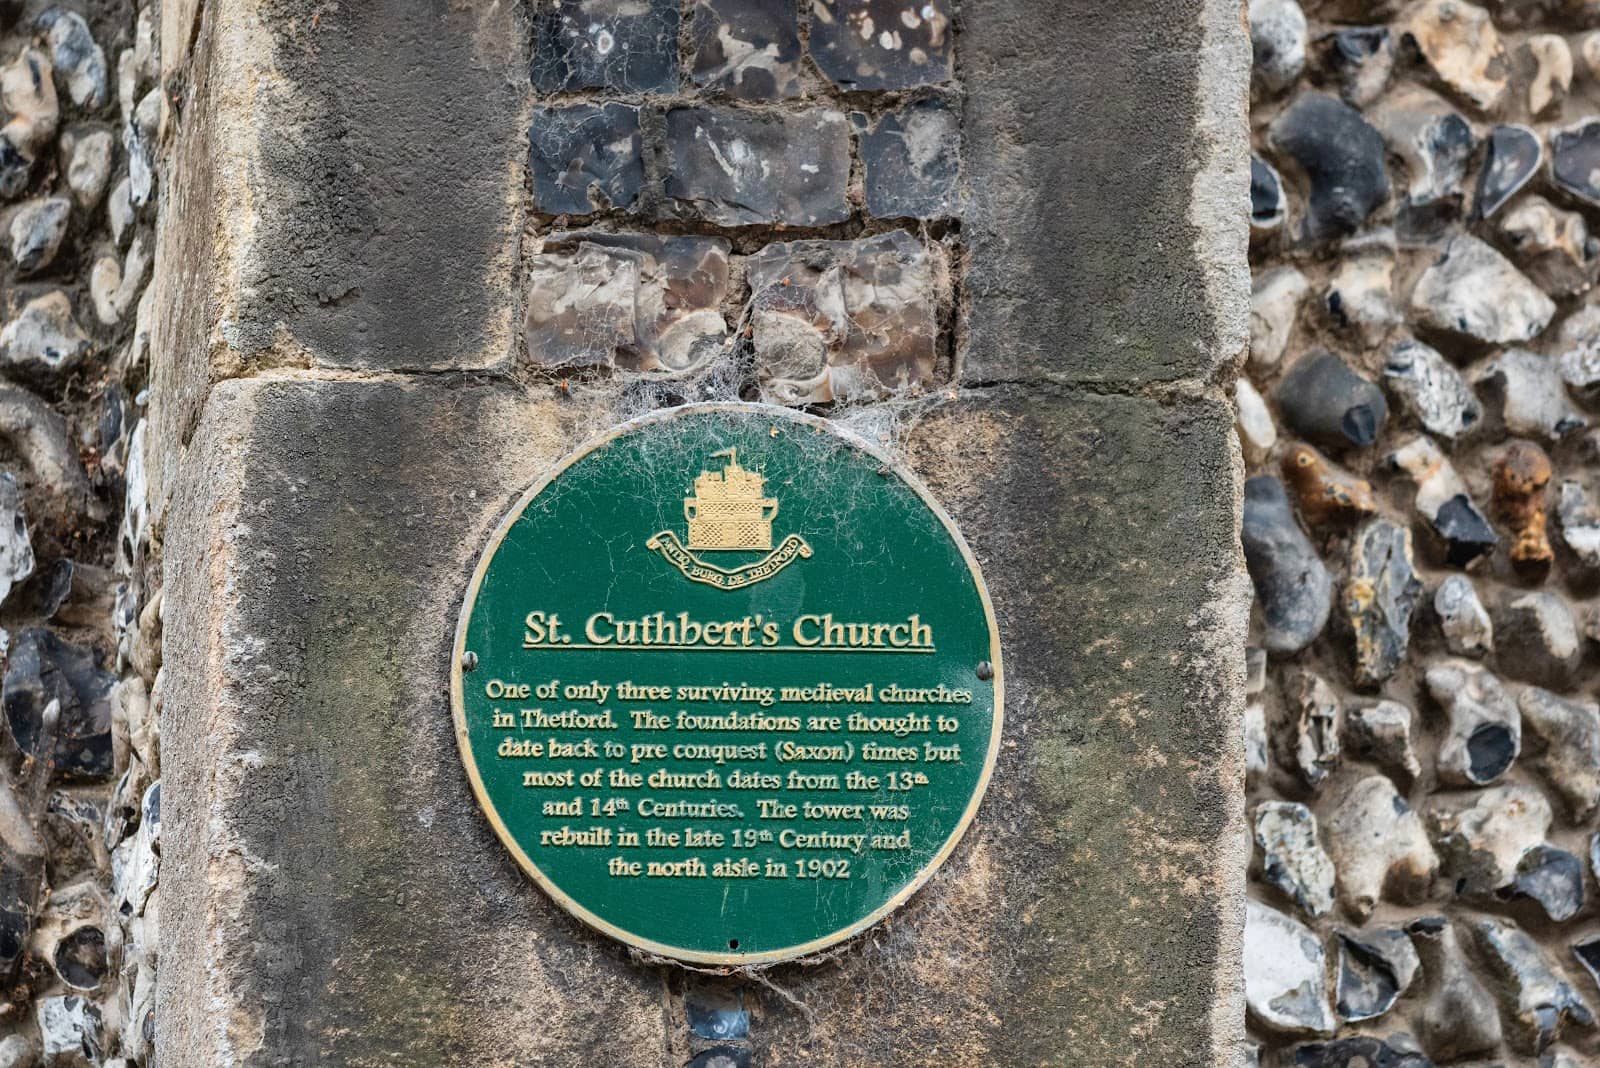 ANTIQ. BURG. DE THETFORD
St. Cuthbert's Church
One of only three surviving medieval churches
in Thetford. The foundations are thought to
date back to pre conquest (Saxon) times but
most of the church dates from the 13th
and 14th Centuries. The tower was
rebuilt in the late 19th Century and
the north aisle in 1902